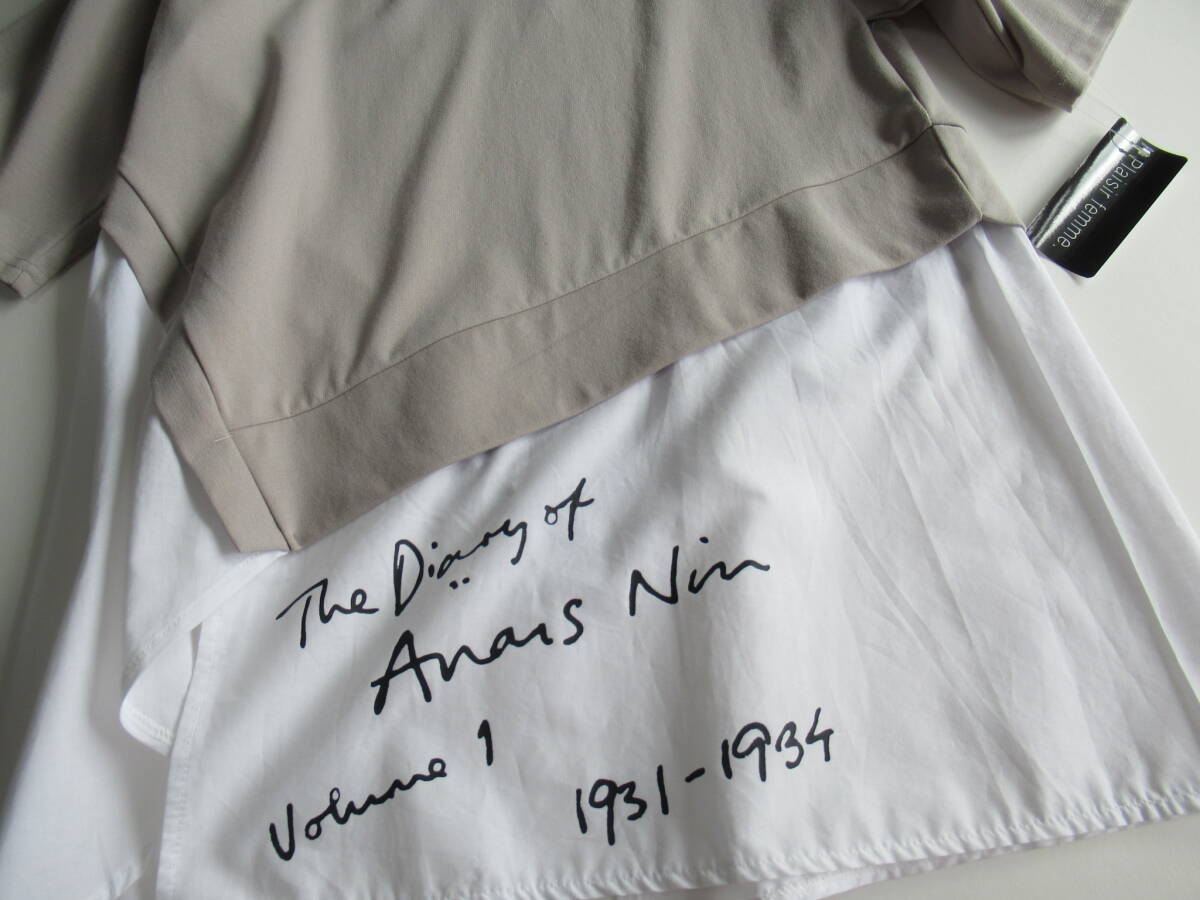 Plaisir femme.
The Diary of
Anaïs Nin
Volume 1
1931-1934